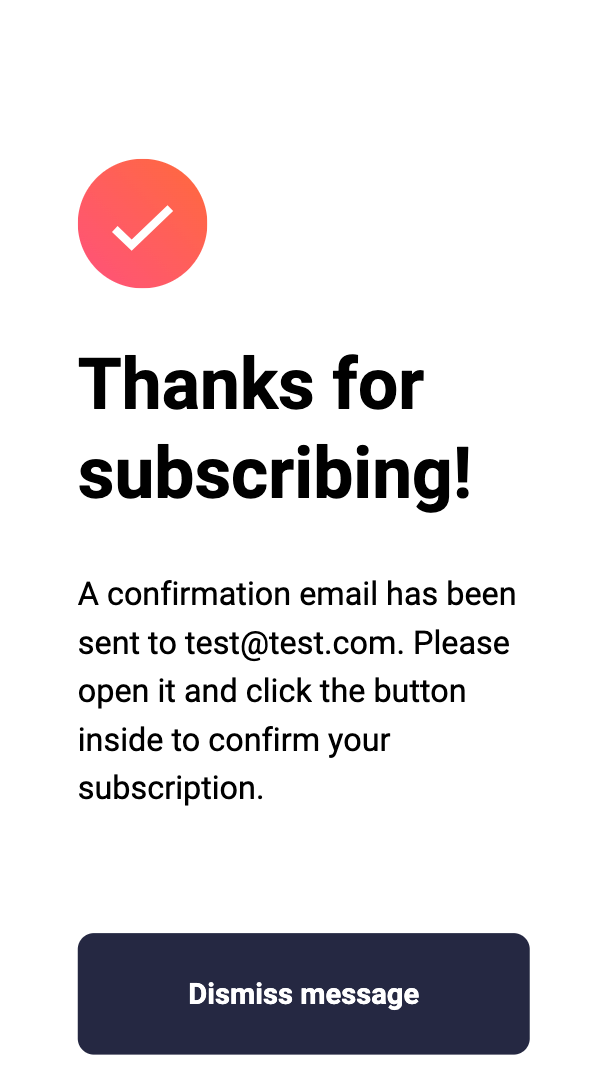 Thanks for
subscribing!
A confirmation email has been
sent to test@test.com. Please
open it and click the button
inside to confirm your
subscription.
Dismiss message